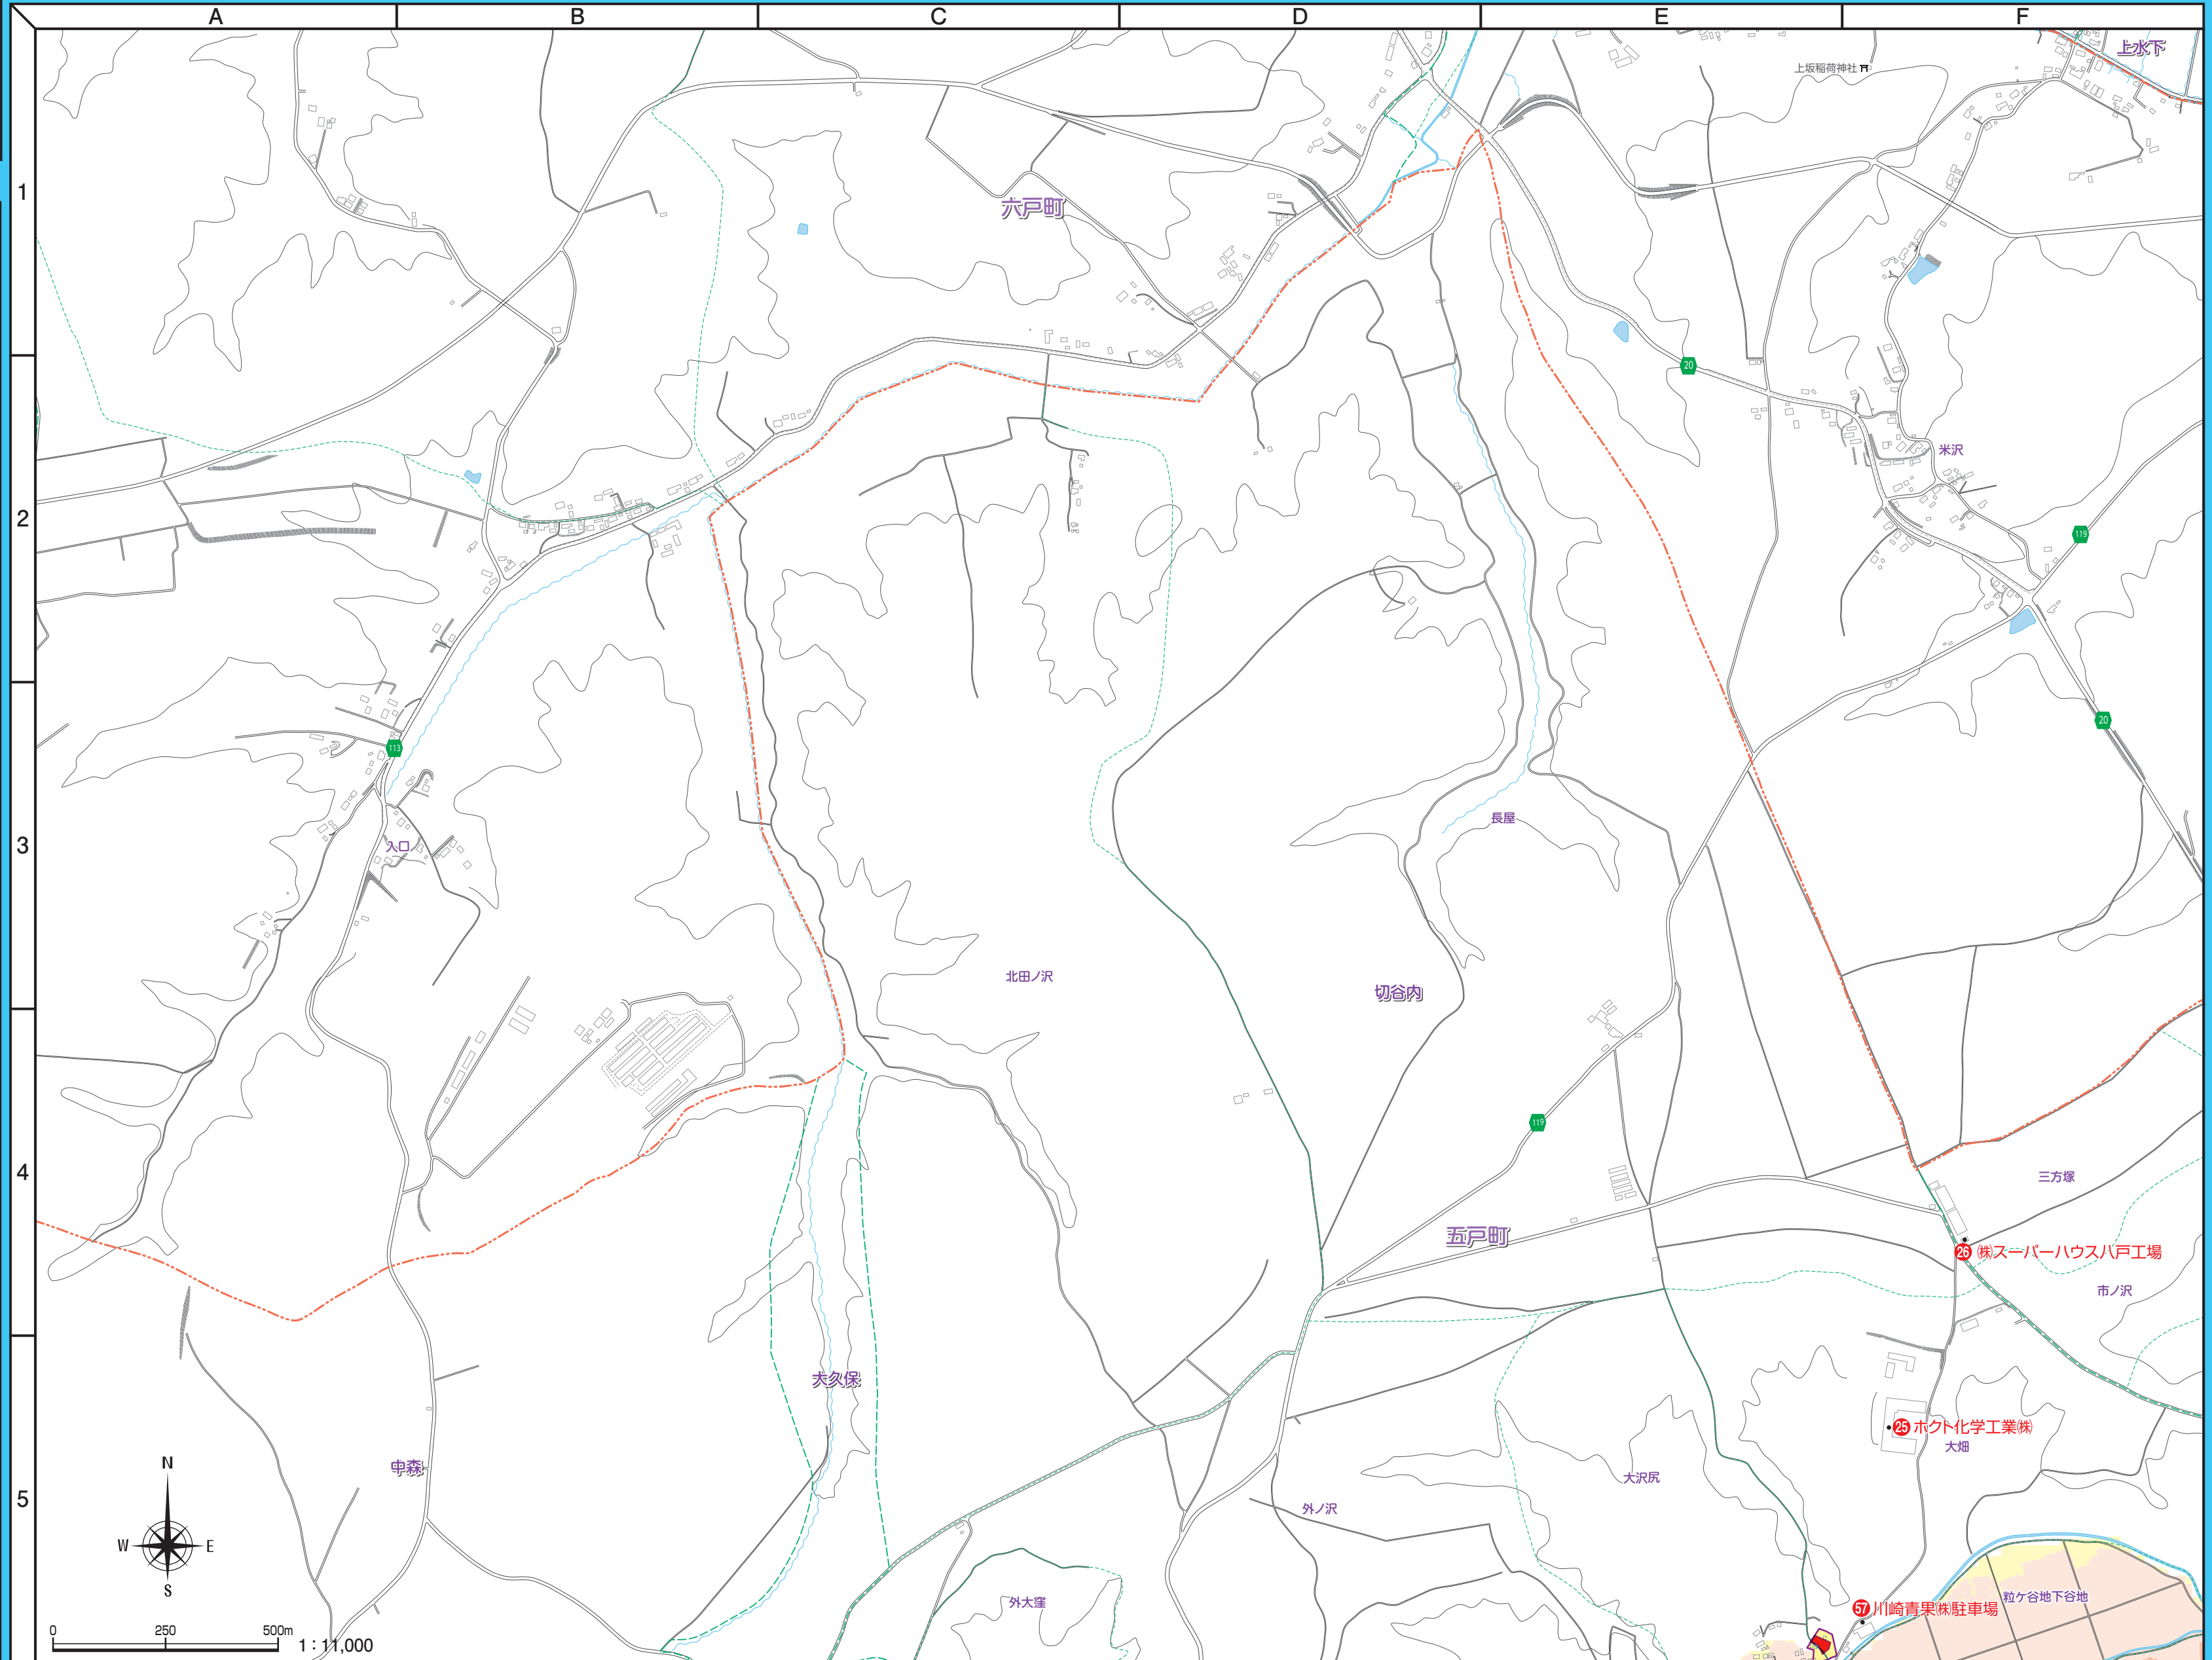 A B C D E F
上水下
上坂稲荷神社
1
六戸町
20
米沢
2
119
20
113
長屋
3
入口
北田ノ沢
切谷内
119
4
三方塚
五戸町
26 ㈱スーパーハウス八戸工場
市ノ沢
大久保
25 ホクト化学工業㈱
大畑
中森
N
大沢尻
5
外ノ沢
W E
S
粒ケ谷地下谷地
外大窪
57 川崎青果㈱駐車場
0 250 500m
1：11,000